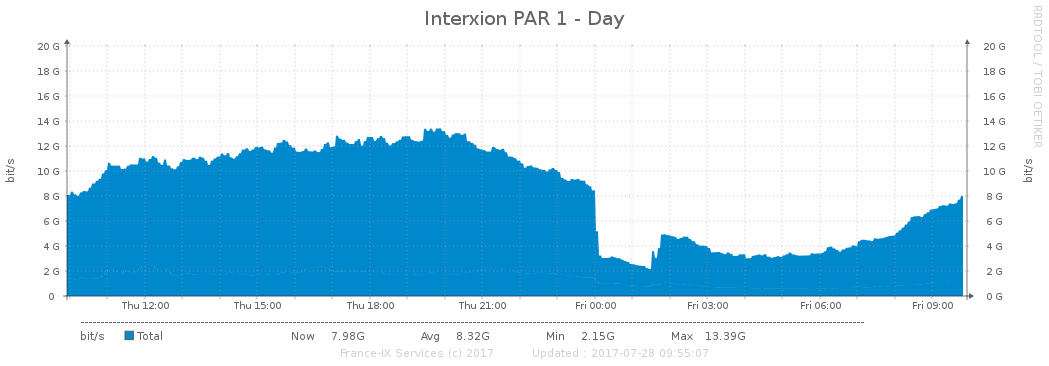 Interxion PAR 1 - Day
RRDTOOL / TOBI OETIKER
bit/s
bit/s
20 G 20 G
18 G 18 G
16 G 16 G
14 G 14 G
12 G 12 G
10 G 10 G
8 G 8 G
6 G 6 G
4 G 4 G
2 G 2 G
0 0 G
Thu 12:00 Thu 15:00 Thu 18:00 Thu 21:00 Fri 00:00 Fri 03:00 Fri 06:00 Fri 09:00
bit/s Total Now 7.98G Avg 8.32G Min 2.15G Max 13.39G
France-IX Services (c) 2017 Updated : 2017-07-28 09:55:07